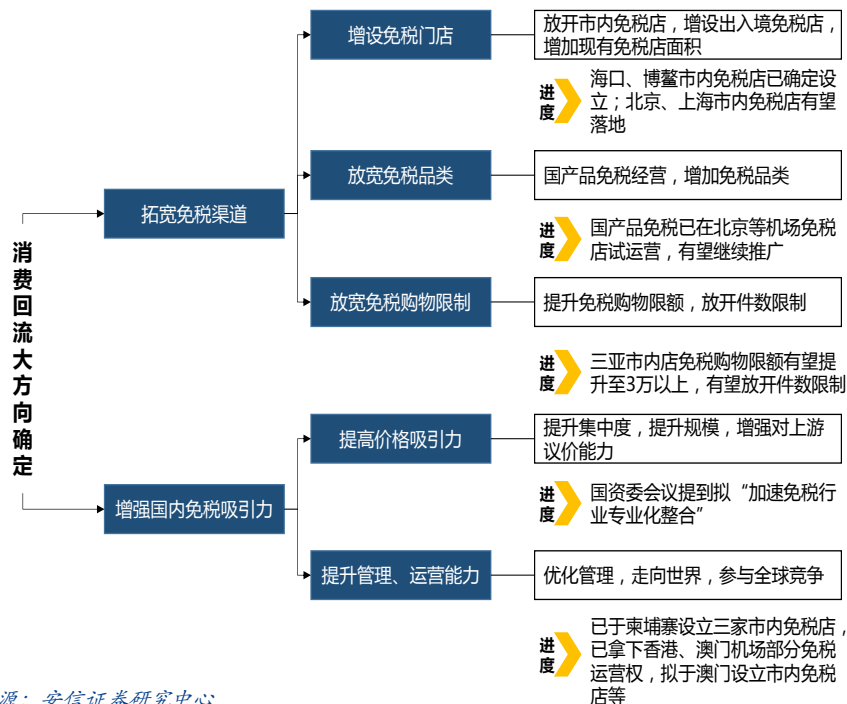 消费回流大方向确定
拓宽免税渠道
增设免税门店
放开市内免税店，增设出入境免税店，
增加现有免税店面积
进度
海口、博鳌市内免税店已确定设
立；北京、上海市内免税店有望
落地
放宽免税品类
国产品免税经营，增加免税品类
进度
国产品免税已在北京等机场免税
店试运营，有望继续推广
放宽免税购物限制
提升免税购物限额，放开件数限制
进度
三亚市内店免税购物限额有望提
升至3万以上，有望放开件数限制
增强国内免税吸引力
提高价格吸引力
提升集中度，提升规模，增强对上游
议价能力
进度
国资委会议提到拟“加速免税行
业专业化整合”
提升管理、运营能力
优化管理，走向世界，参与全球竞争
进度
已于柬埔寨设立三家市内免税店，
已拿下香港、澳门机场部分免税
运营权，拟于澳门设立市内免税
店等
源：安信证券研究中心